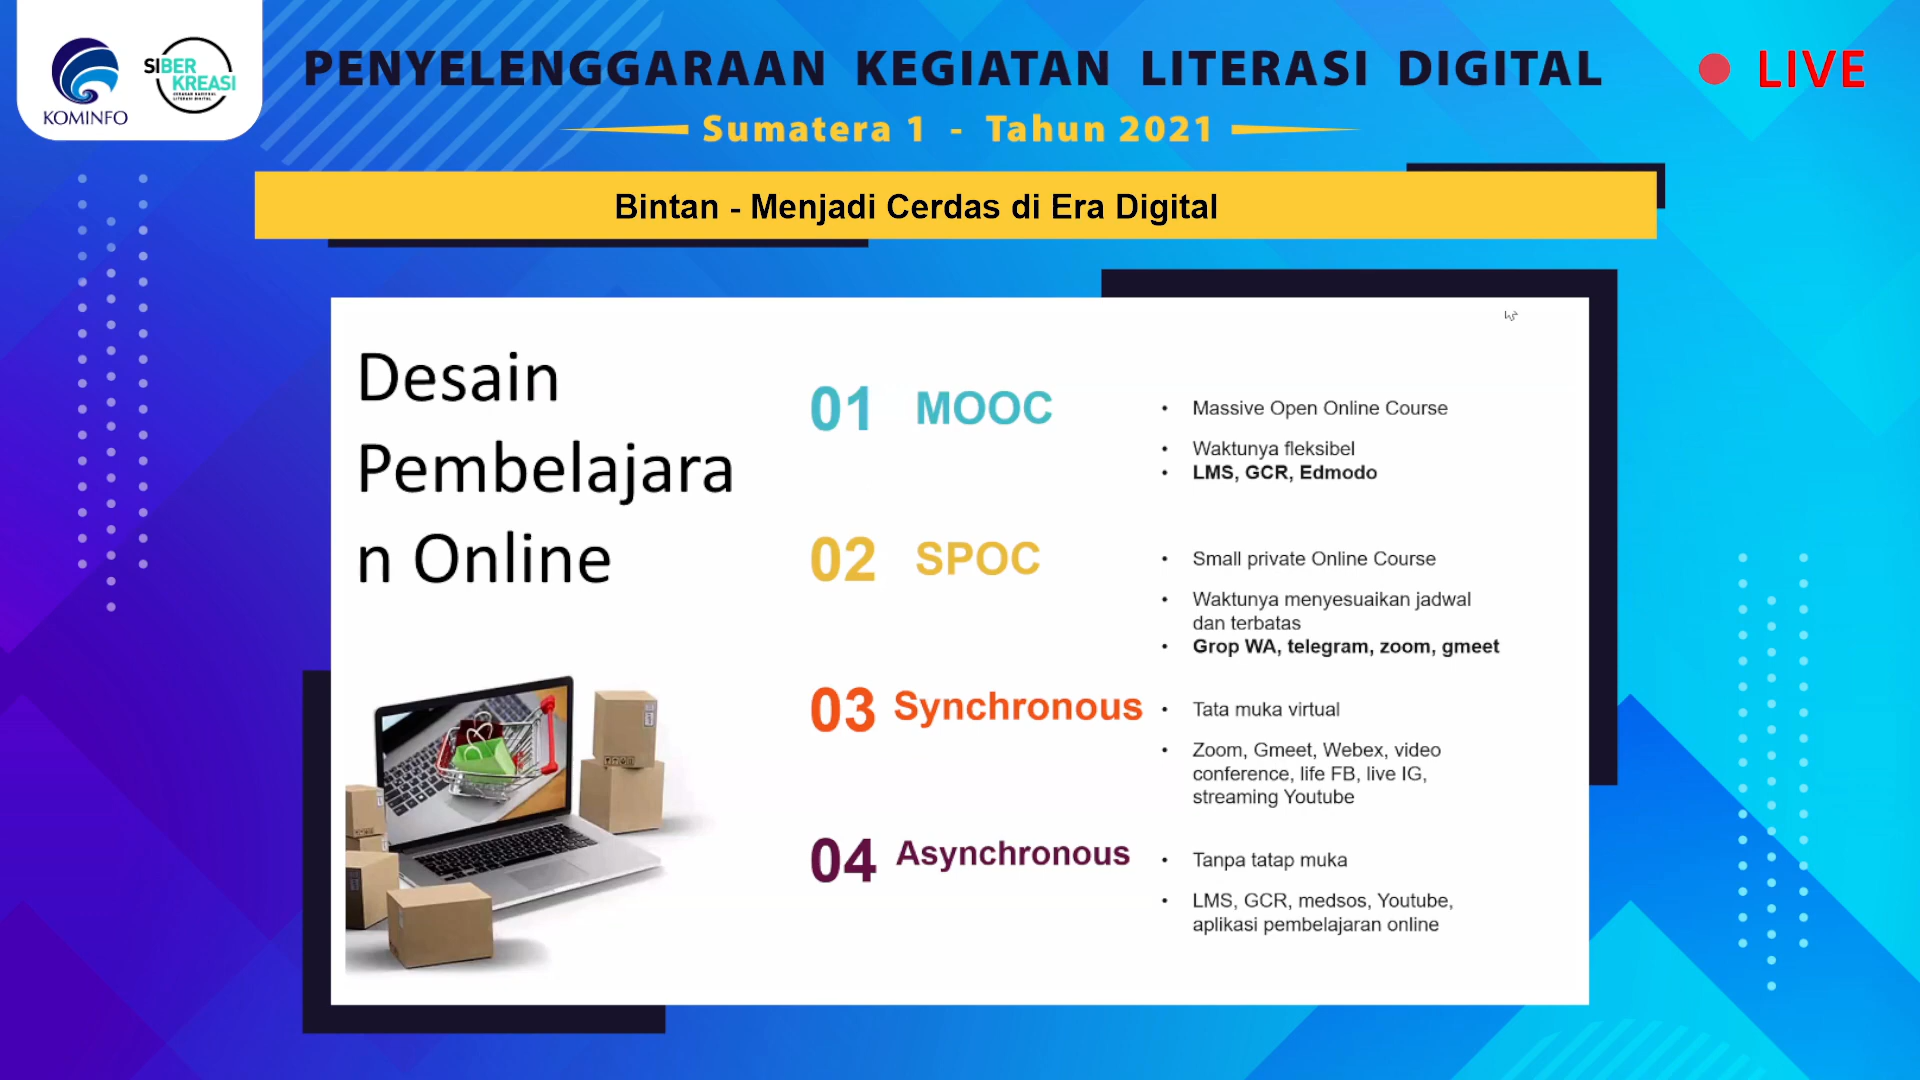 KOMINFO
SIBER
KREASI
PENYELENGGARAAN KEGIATAN LITERASI DIGITAL
LIVE
Sumatera 1 - Tahun 2021
Bintan - Menjadi Cerdas di Era Digital
Desain
Pembelajara
n Online
01 MOOC
• Massive Open Online Course
• Waktunya fleksibel
• LMS, GCR, Edmodo
02 SPOC
• Small private Online Course
• Waktunya menyesuaikan jadwal
dan terbatas
• Grop WA, telegram, zoom, gmeet
03 Synchronous
• Tata muka virtual
• Zoom, Gmeet, Webex, video
conference, life FB, live IG,
streaming Youtube
04 Asynchronous
• Tanpa tatap muka
• LMS, GCR, medsos, Youtube,
aplikasi pembelajaran online